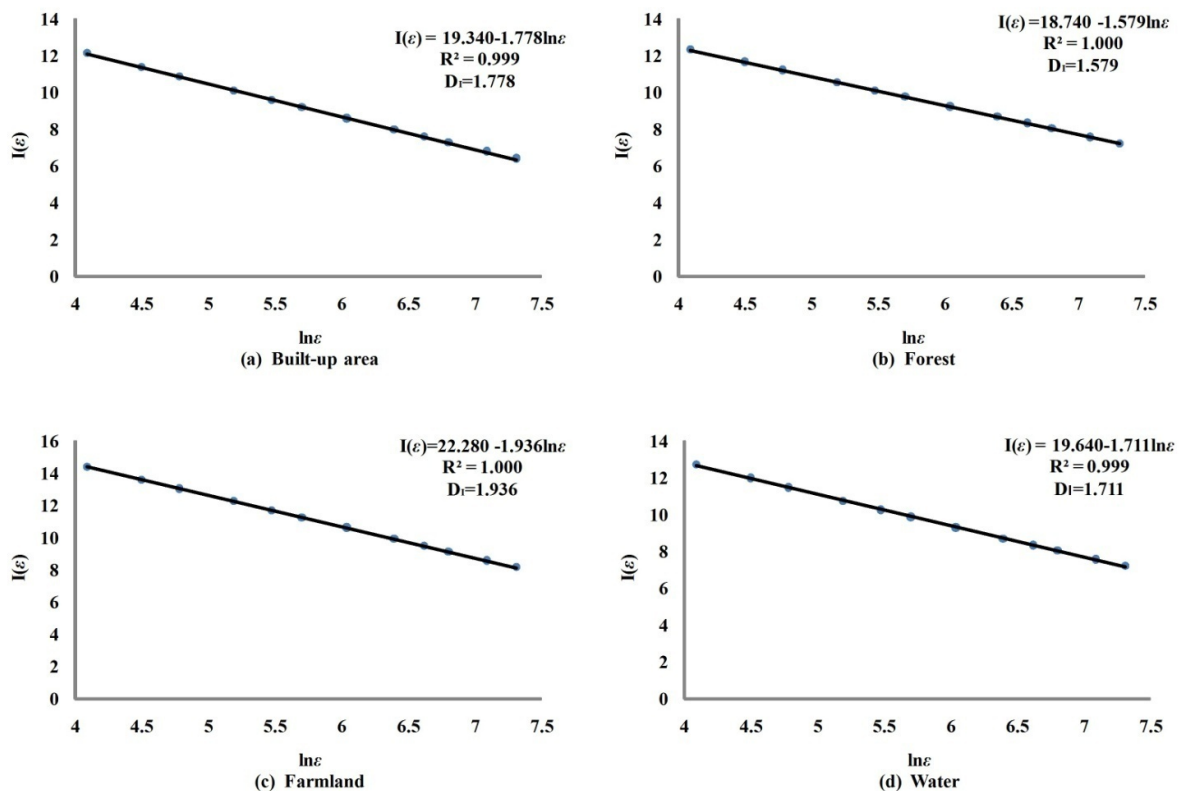 14
12
10
8
6
4
2
0
I(ε)
I(ε) = 19.340-1.778lnε
R² = 0.999
D₁=1.778
4 4.5 5 5.5 6 6.5 7 7.5
lnε
(a) Built-up area
14
12
10
8
6
4
2
0
I(ε)
I(ε)=18.740 -1.579lnε
R² = 1.000
D₁=1.579
4 4.5 5 5.5 6 6.5 7 7.5
lnε
(b) Forest
16
14
12
10
8
6
4
2
0
I(ε)
I(ε)=22.280 -1.936lnε
R² = 1.000
D₁=1.936
4 4.5 5 5.5 6 6.5 7 7.5
lnε
(c) Farmland
14
12
10
8
6
4
2
0
I(ε)
I(ε) = 19.640-1.711lnε
R² = 0.999
Dl=1.711
4 4.5 5 5.5 6 6.5 7 7.5
lnε
(d) Water